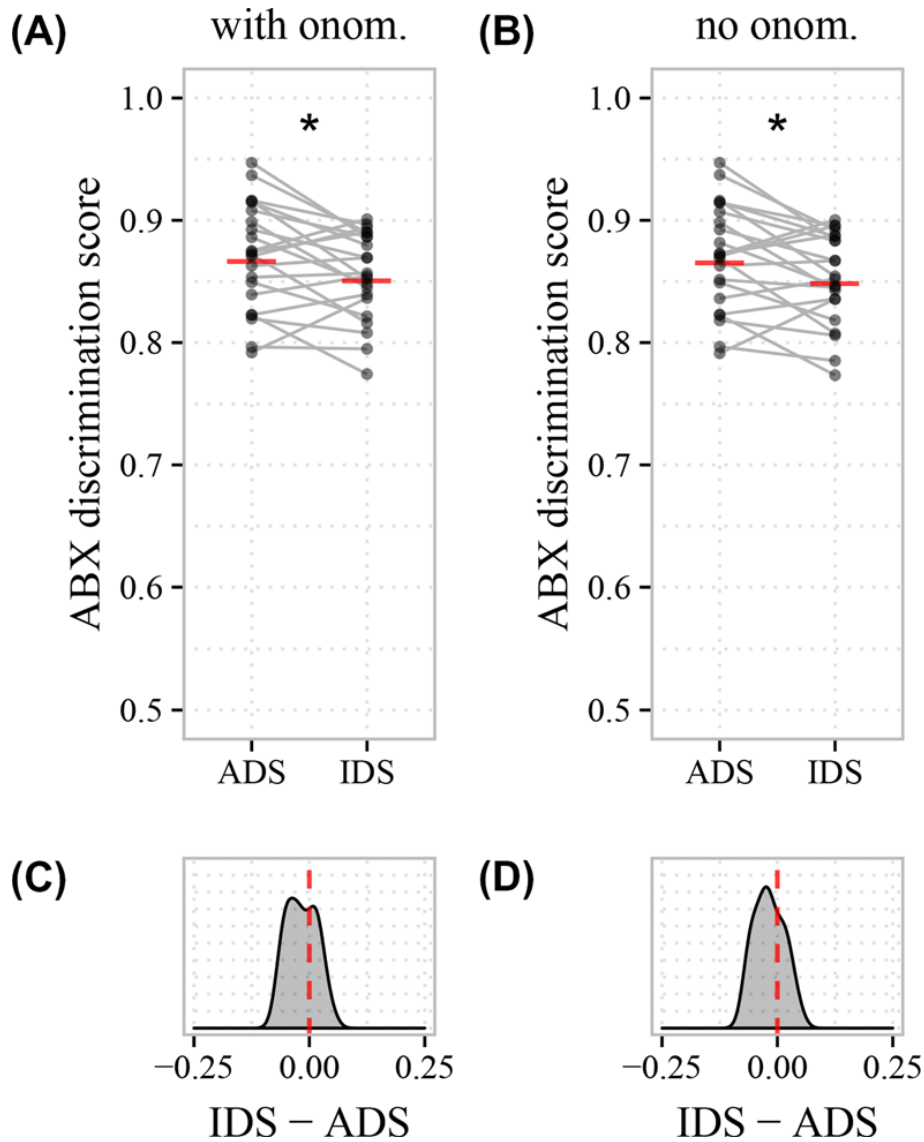 (A) with onom.
ABX discrimination score
1.0
0.9
0.8
0.7
0.6
0.5
*
ADS IDS
(B) no onom.
ABX discrimination score
1.0
0.9
0.8
0.7
0.6
0.5
*
ADS IDS
(C)
−0.25 0.00 0.25
IDS − ADS
(D)
−0.25 0.00 0.25
IDS − ADS